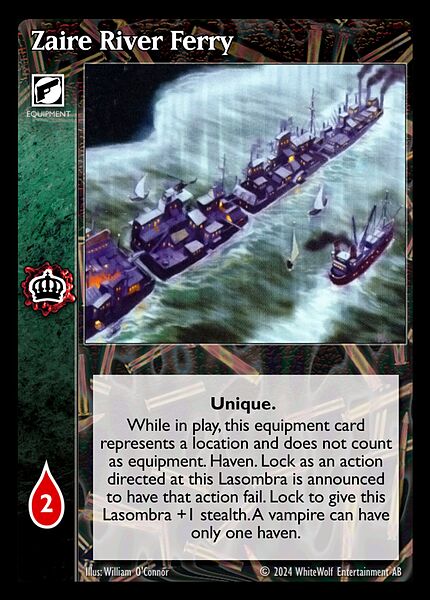 Zaire River Ferry
EQUIPMENT
Unique.
While in play, this equipment card
represents a location and does not count
as equipment. Haven. Lock as an action
directed at this Lasombra is announced
to have that action fail. Lock to give this
Lasombra +1 stealth. A vampire can have
only one haven.
2
Illus: William O'Connor
© 2024 WhiteWolf Entertainment AB